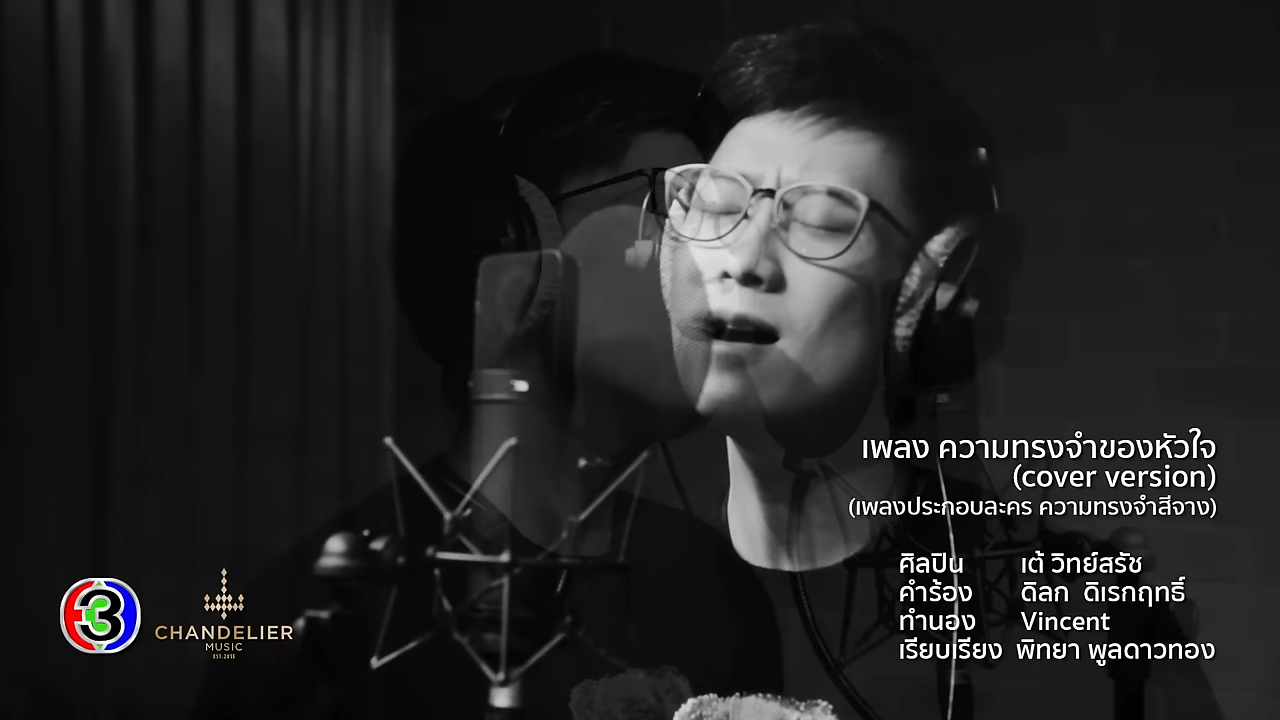 เพลง ความทรงจำของหัวใจ
(cover version)
(เพลงประกอบละคร ความทรงจำสีจาง)
ศิลปิน เต้ วิทย์สรัช
คำร้อง ดิลก ดิเรกฤทธิ์
ทำนอง Vincent
เรียบเรียง พิทยา พูลดาวทอง
3
CHANDELIER
MUSIC
EST.2018